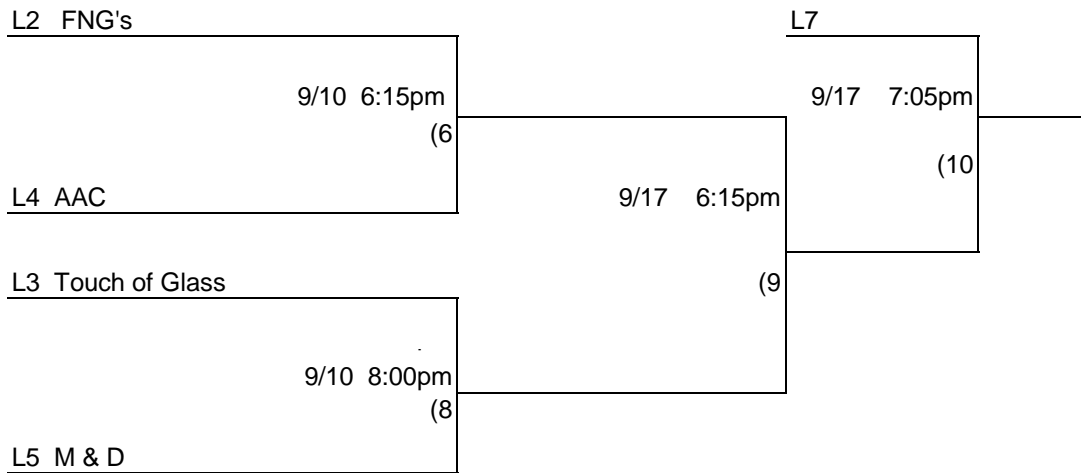 L2 FNG's
L7
9/10 6:15pm
9/17 7:05pm
(6
(10
L4 AAC
9/17 6:15pm
L3 Touch of Glass
(9
9/10 8:00pm
(8
L5 M & D